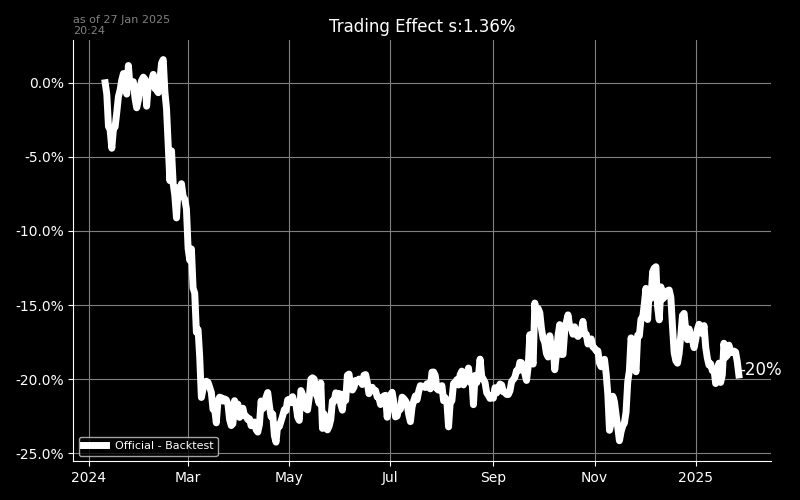 as of 27 Jan 2025
20:24
Trading Effect s:1.36%
0.0%
-5.0%
-10.0%
-15.0%
-20.0%
-25.0%
-20%
Official - Backtest
2024
Mar
May
Jul
Sep
Nov
2025